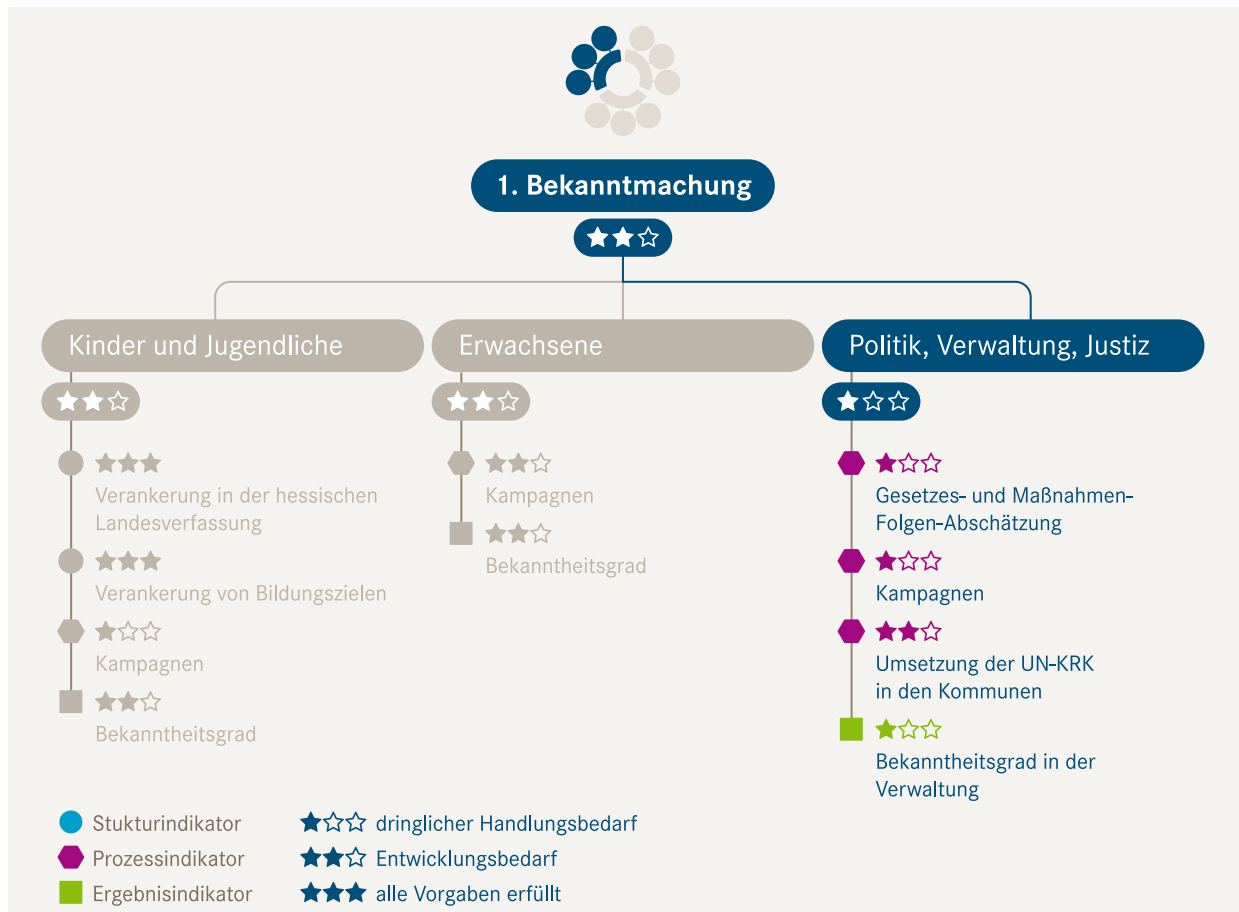 1. Bekanntmachung
Kinder und Jugendliche
Verankerung in der hessischen
Landesverfassung
Verankerung von Bildungszielen
Kampagnen
Bekanntheitsgrad
Erwachsene
Kampagnen
Bekanntheitsgrad
Politik, Verwaltung, Justiz
Gesetzes- und Maßnahmen-
Folgen-Abschätzung
Kampagnen
Umsetzung der UN-KRK
in den Kommunen
Bekanntheitsgrad in der
Verwaltung
Stukturindikator
Prozessindikator
Ergebnisindikator
dringlicher Handlungsbedarf
Entwicklungsbedarf
alle Vorgaben erfüllt